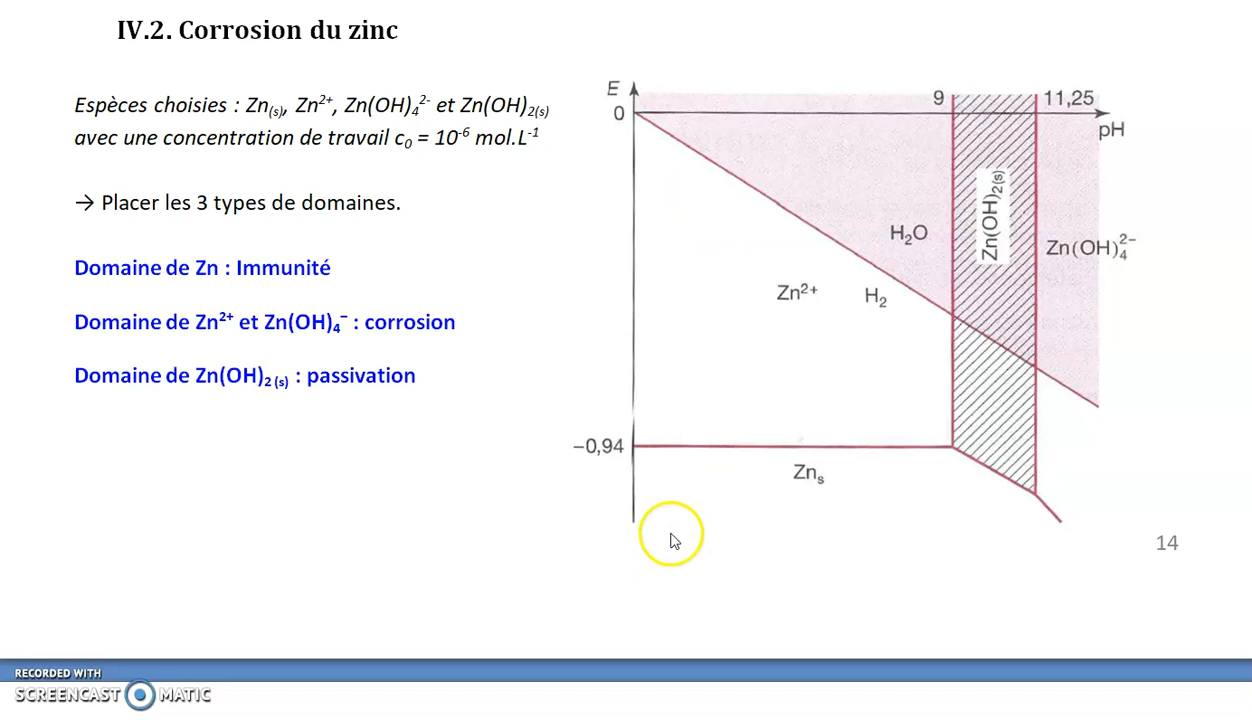 IV.2. Corrosion du zinc
Espèces choisies : Zn(s), Zn²⁺, Zn(OH)₄²⁻ et Zn(OH)₂(s)
avec une concentration de travail c₀ = 10⁻⁶ mol.L⁻¹
→ Placer les 3 types de domaines.
Domaine de Zn : Immunité
Domaine de Zn²⁺ et Zn(OH)₄⁻ : corrosion
Domaine de Zn(OH)₂ (s) : passivation
E
0
9
11,25
pH
Zn(OH)₂(s)
H₂O
Zn(OH)₄²⁻
Zn²⁺
H₂
−0,94
Znₛ
14
RECORDED WITH
SCREENCAST MATIC